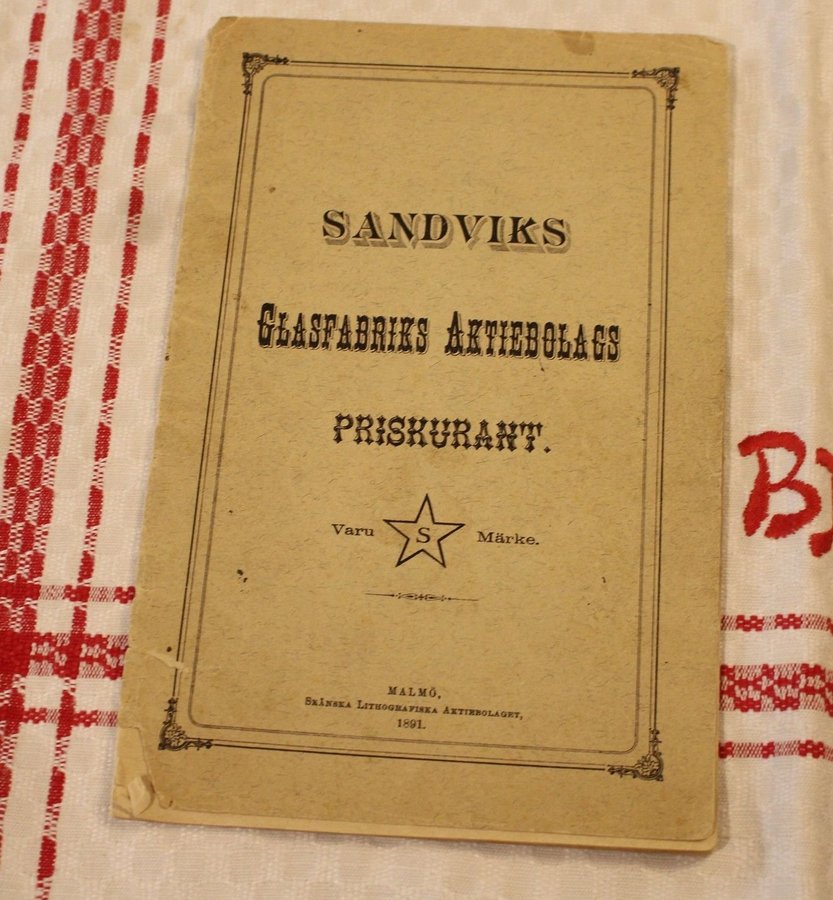 SANDVIKS
GLASFABRIKS AKTIEBOLAGS
PRISKURANT.
Varu S Märke.
MALMÖ,
SKÅNSKA LITHOGRAFISKA AKTIEBOLAGET,
1891.
B